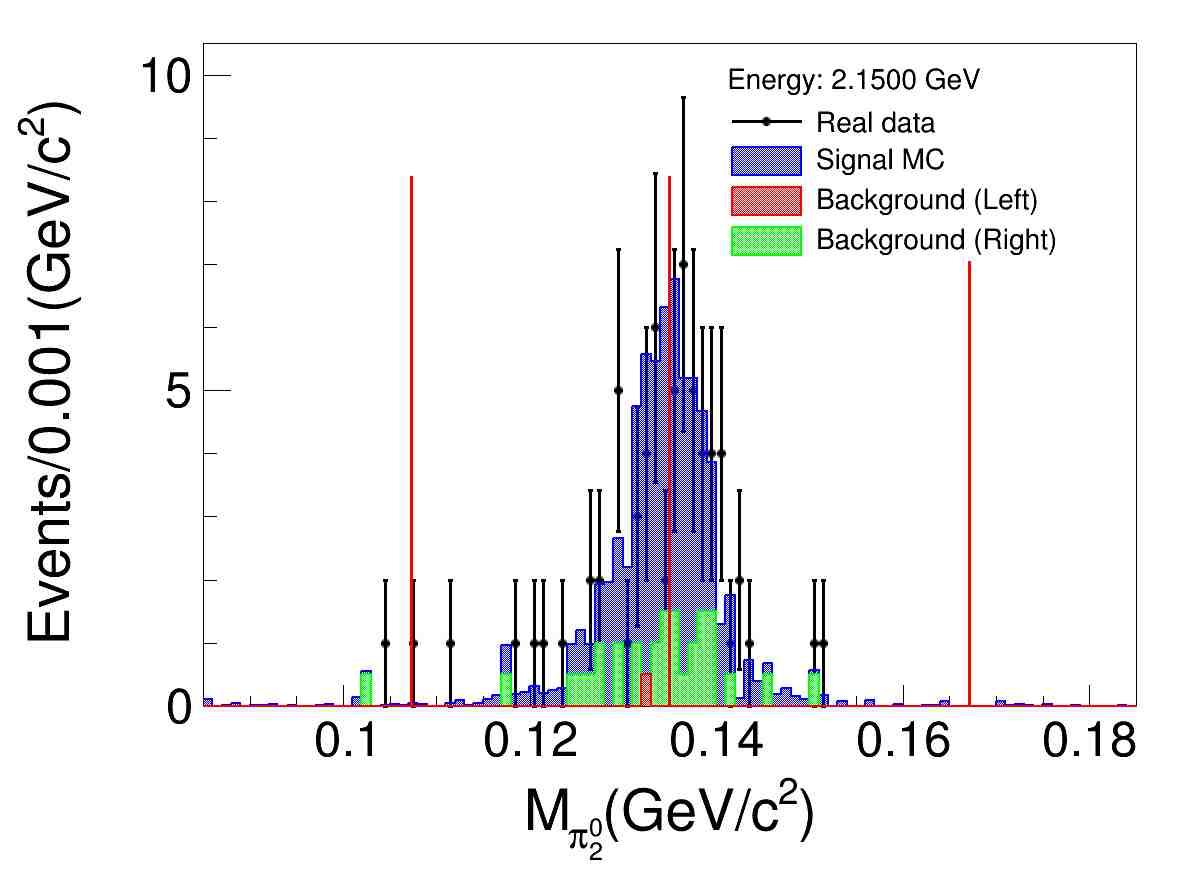 Energy: 2.1500 GeV
Real data
Signal MC
Background (Left)
Background (Right)
Events/0.001(GeV/c²)
10
5
0
0.1 0.12 0.14 0.16 0.18
M_{π⁰₂}(GeV/c²)